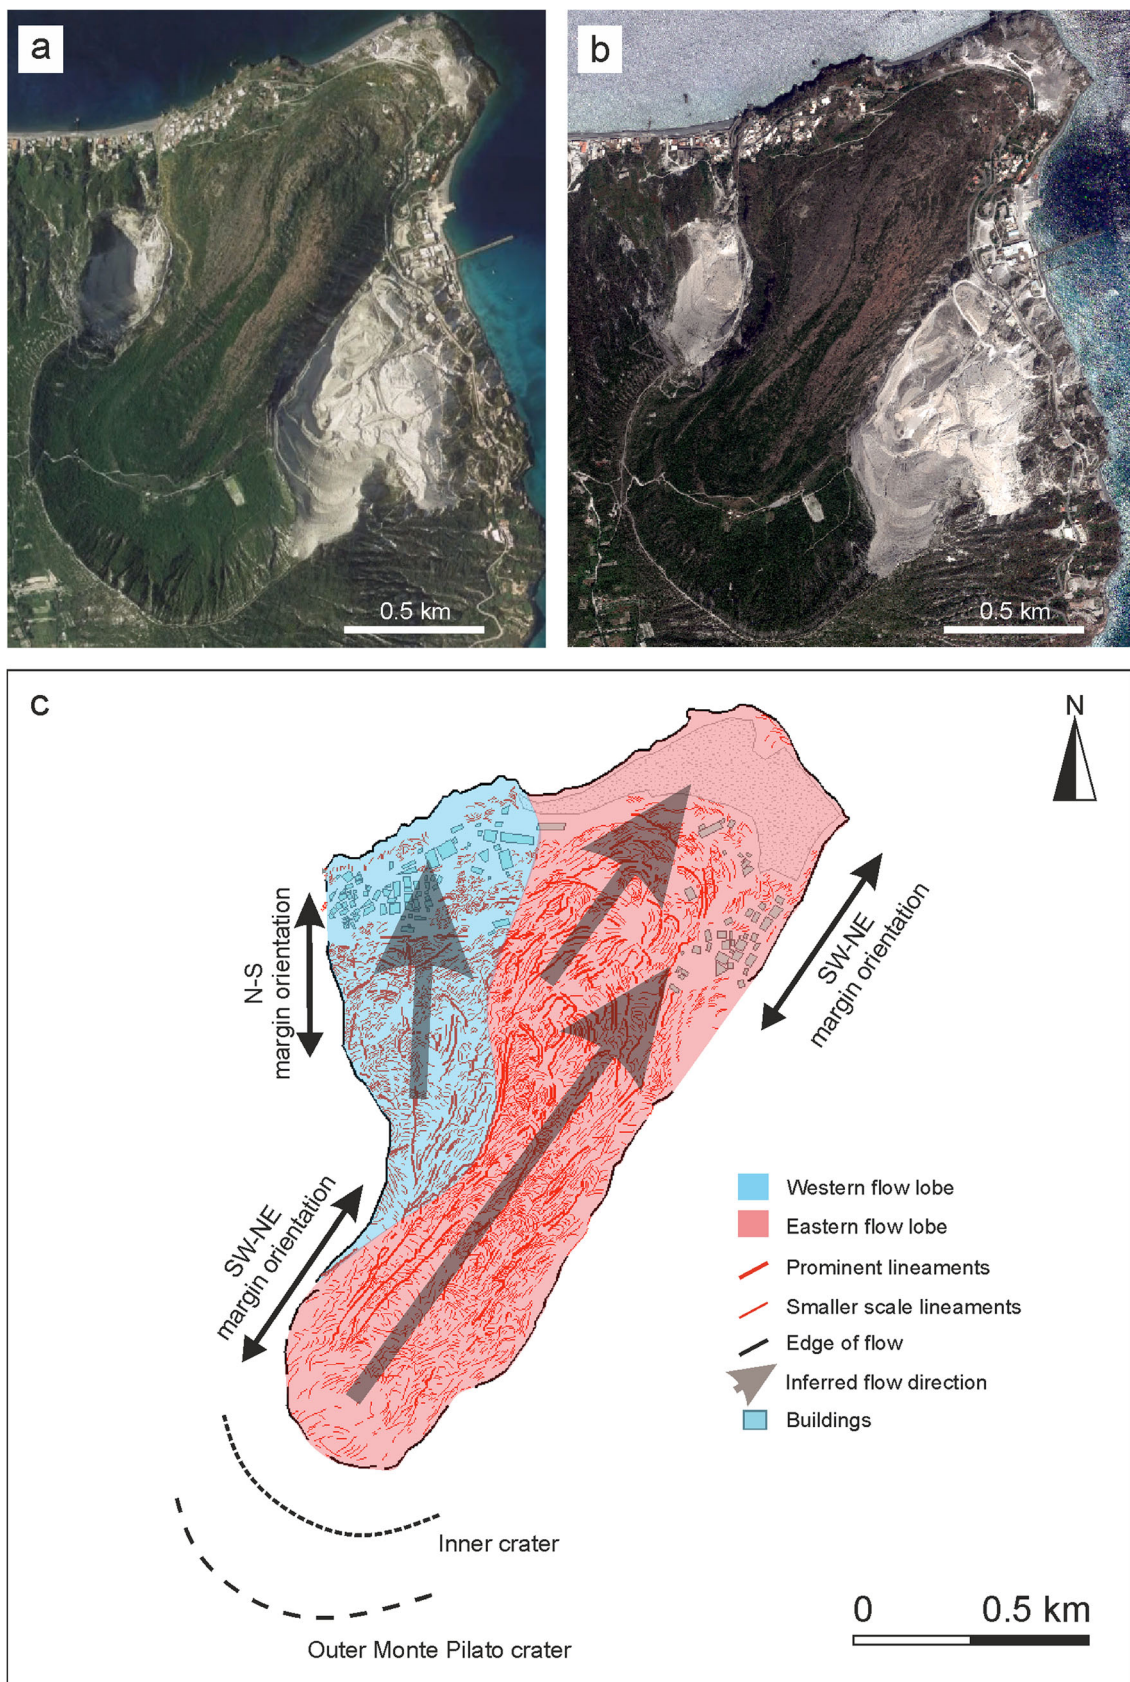 a
b
0.5 km
0.5 km
c
N
N-S
margin orientation
SW-NE
margin orientation
SW-NE
margin orientation
Western flow lobe
Eastern flow lobe
Prominent lineaments
Smaller scale lineaments
Edge of flow
Inferred flow direction
Buildings
Inner crater
Outer Monte Pilato crater
0 0.5 km